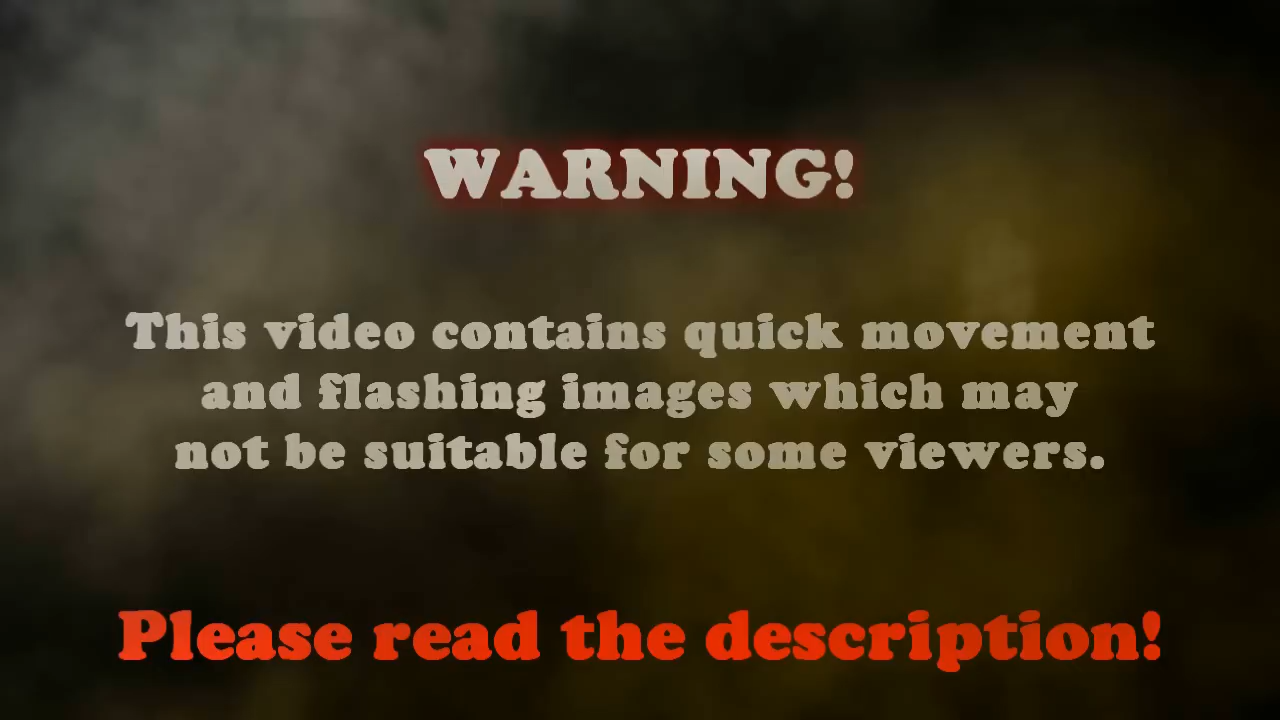 WARNING!
This video contains quick movement
and flashing images which may
not be suitable for some viewers.
Please read the description!